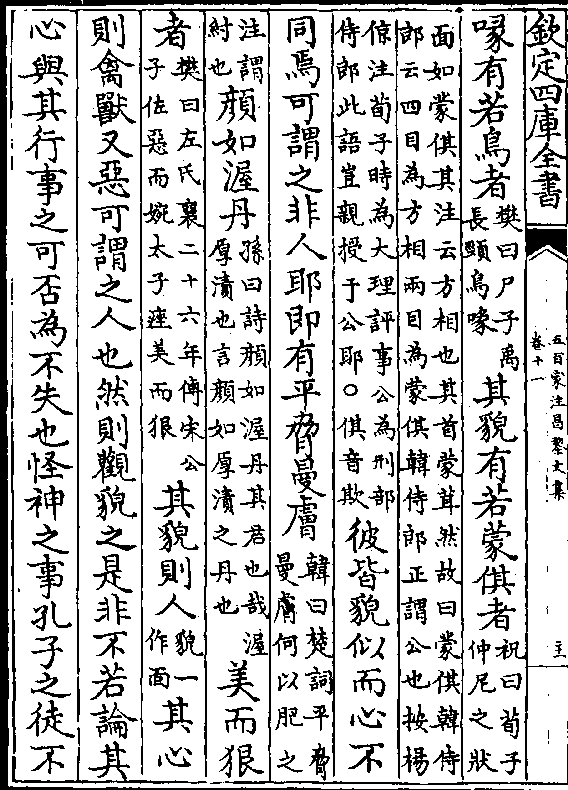 欽定四庫全書
五百家注昌黎文集
卷十一
喙有若鳥者樊曰尸子禹長頸鳥喙其貌有若蒙倛者祝曰荀子仲尼之狀
面如蒙倛其注云方相也其首蒙茸然故曰蒙倛韓侍
郎云四目為方相兩目為蒙倛韓侍郎正謂公也按楊
倞注荀子時為大理評事公為刑部侍郎此語豈親授于公耶○倛音欺彼皆貌似而心不
同焉可謂之非人耶即有平脅曼膚韓曰楚詞平脅曼膚何以肥之
注謂紂也顏如渥丹孫曰詩顏如渥丹其君也哉渥厚漬也言顏如厚漬之丹也美而狠
者樊曰左氏襄二十六年傳宋公子佐惡而婉太子痤美而狠其貌則人貌一作面其心
則禽獸又惡可謂之人也然則觀貌之是非不若論其
心與其行事之可否為不失也怪神之事孔子之徒不